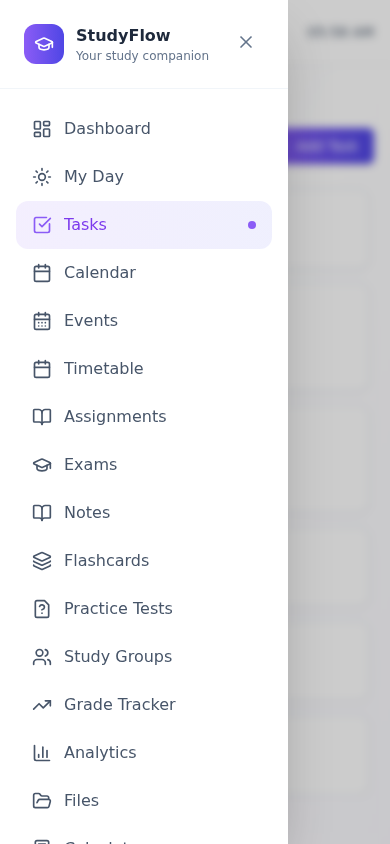 StudyFlow
Your study companion
Dashboard
My Day
Tasks
Calendar
Events
Timetable
Assignments
Exams
Notes
Flashcards
Practice Tests
Study Groups
Grade Tracker
Analytics
Files